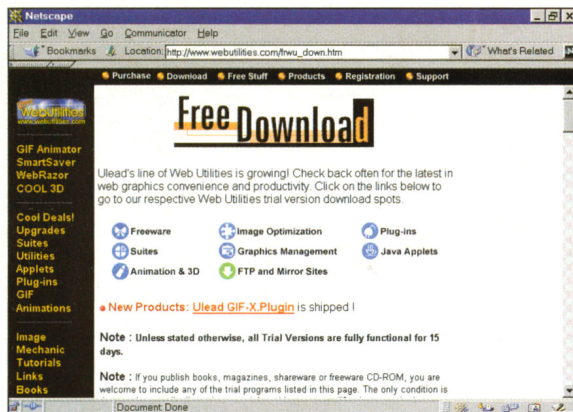 Netscape
File Edit View Go Communicator Help
Bookmarks Location: http://www.webutilities.com/frwu_down.htm What's Related
Purchase Download Free Stuff Products Registration Support
WebUtilities
www.webutilities.com
Free Download
GIF Animator
SmartSaver
WebRazor
COOL 3D
Cool Deals!
Upgrades
Suites
Utilities
Applets
Plug-ins
GIF
Animations
Image
Mechanic
Tutorials
Links
Books
Ulead's line of Web Utilities is growing! Check back often for the latest in
web graphics convenience and productivity. Click on the links below to
go to our respective Web Utilities trial version download spots.
Freeware Image Optimization Plug-ins
Suites Graphics Management Java Applets
Animation & 3D FTP and Mirror Sites
New Products: Ulead GIF-X.Plugin is shipped !
Note : Unless stated otherwise, all Trial Versions are fully functional for 15
days.
Note : If you publish books, magazines, shareware or freeware CD-ROM, you are
welcome to include any of the trial programs listed in this page. The only condition is
Document: Done